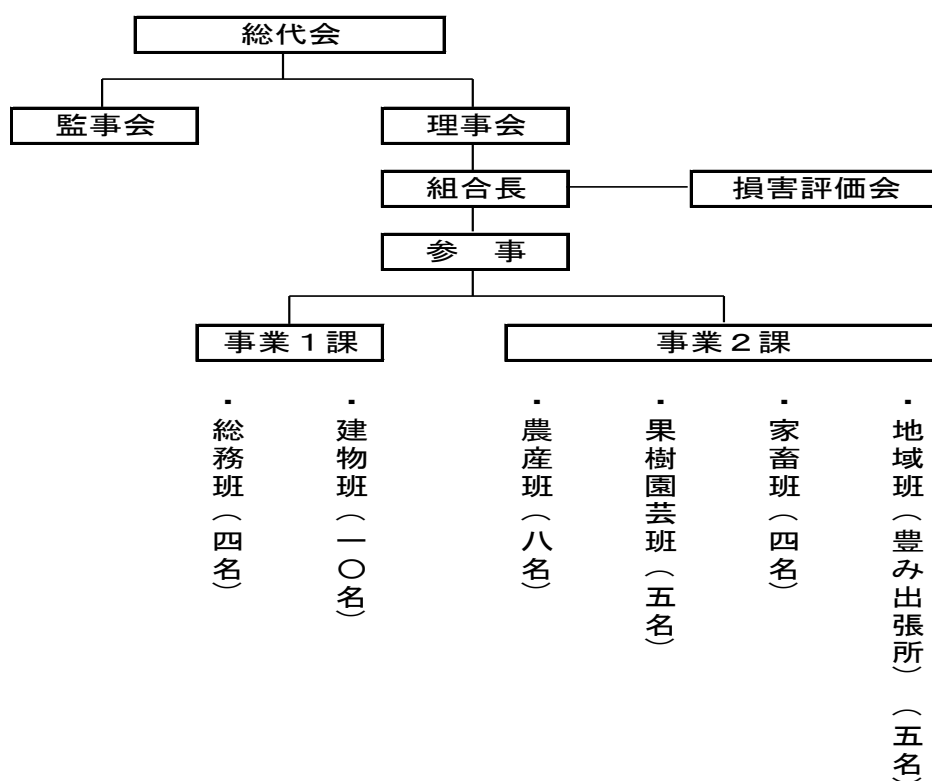 総代会
監事会
理事会
組合長
損害評価会
参　事
事業１課
事業２課
・総務班（四名）
・建物班（一〇名）
・農産班（八名）
・果樹園芸班（五名）
・家畜班（四名）
・地域班（豊み出張所）（五名）